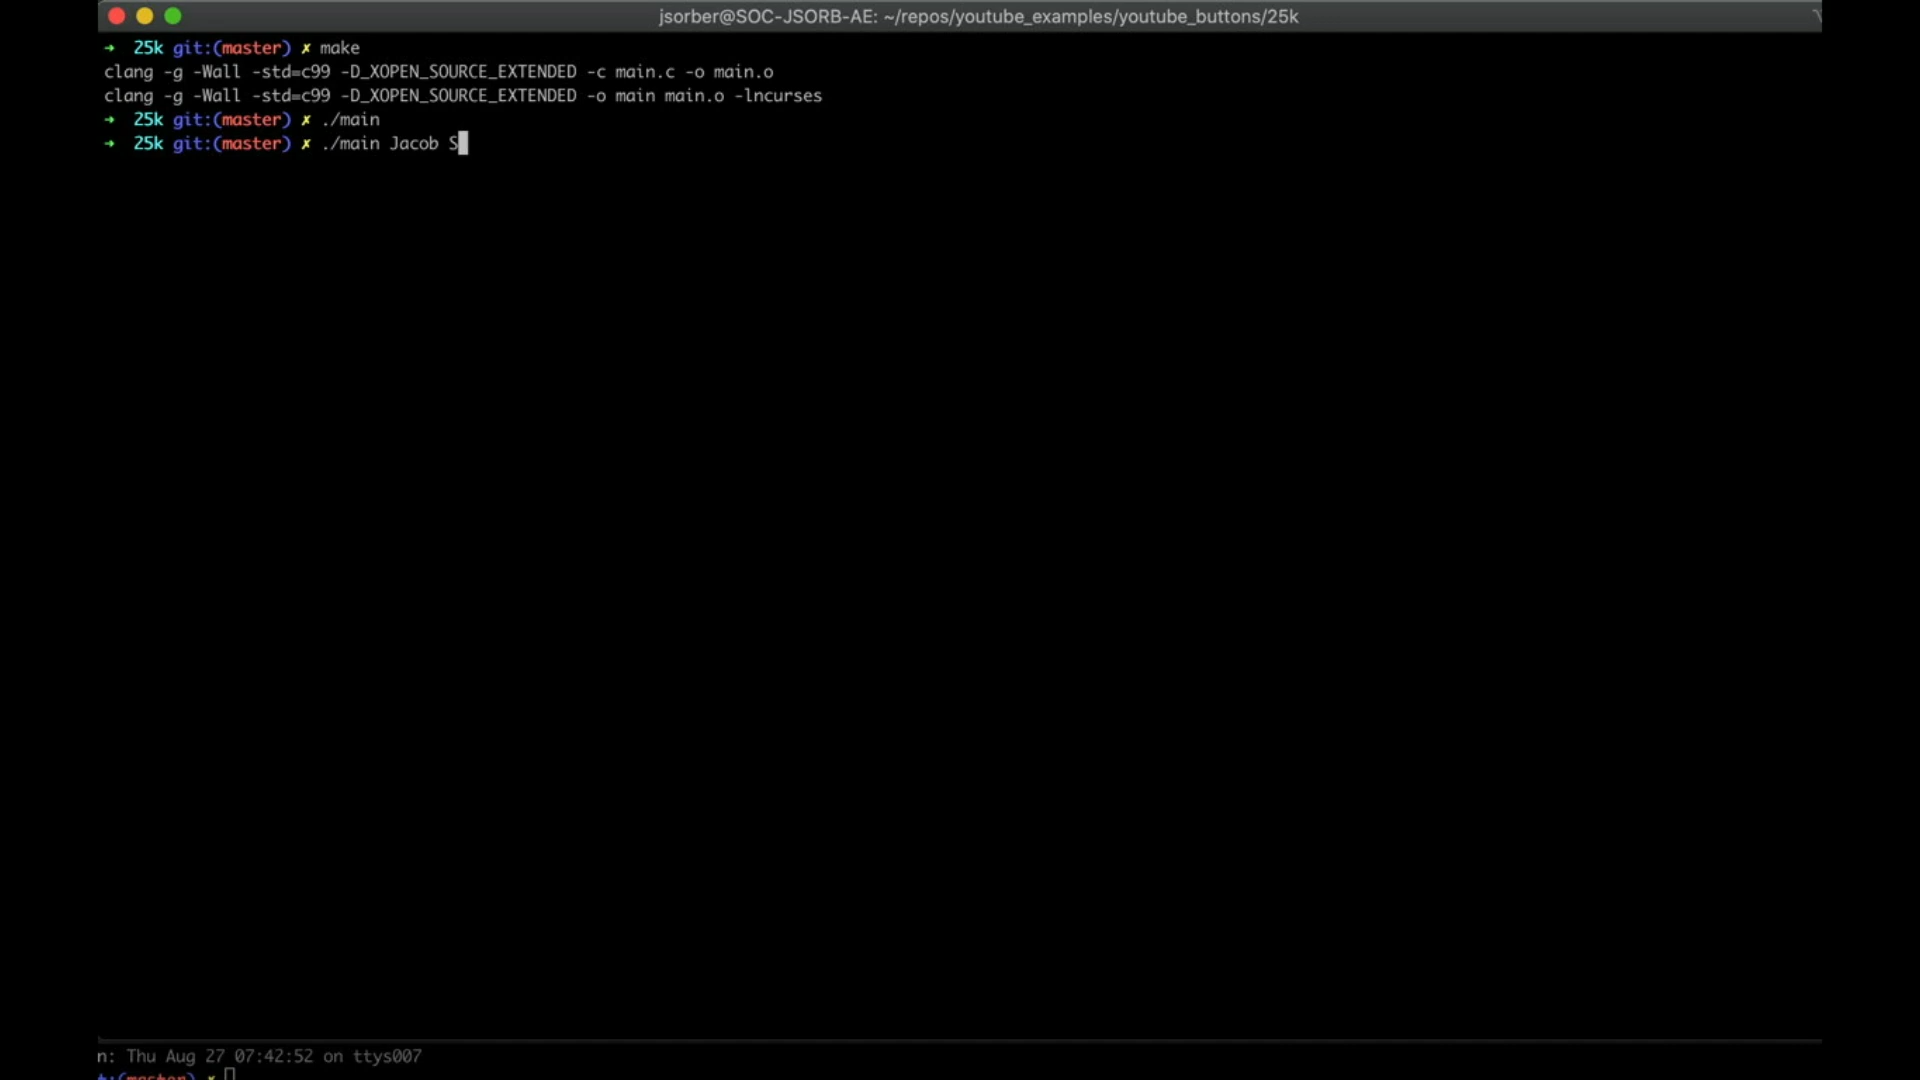 jsorber@SOC-JSORB-AE: ~/repos/youtube_examples/youtube_buttons/25k
➜ 25k git:(master) ✗ make
clang -g -Wall -std=c99 -D_XOPEN_SOURCE_EXTENDED -c main.c -o main.o
clang -g -Wall -std=c99 -D_XOPEN_SOURCE_EXTENDED -o main main.o -lncurses
➜ 25k git:(master) ✗ ./main
➜ 25k git:(master) ✗ ./main Jacob S
n: Thu Aug 27 07:42:52 on ttys007
t:(master) ✗